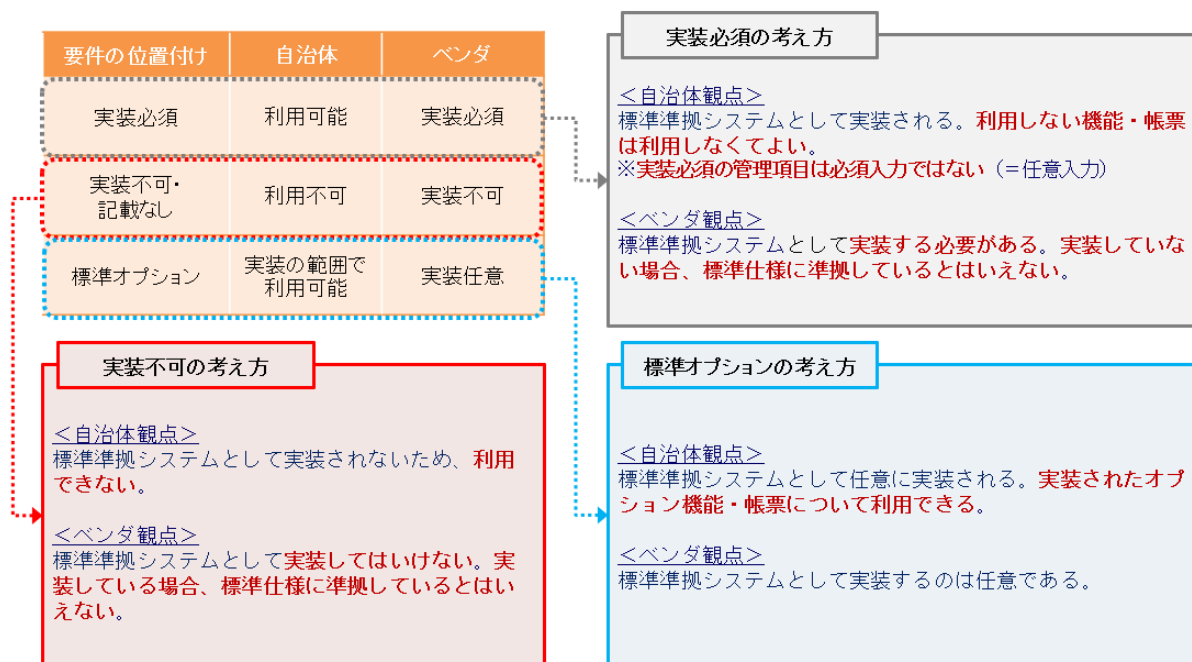 要件の位置付け 自治体 ベンダ
実装必須 利用可能 実装必須
実装不可・
記載なし
利用不可 実装不可
標準オプション
実装の範囲で
利用可能
実装任意
実装必須の考え方
＜自治体観点＞
標準準拠システムとして実装される。利用しない機能・帳票
は利用しなくてよい。
※実装必須の管理項目は必須入力ではない（＝任意入力）
＜ベンダ観点＞
標準準拠システムとして実装する必要がある。実装していな
い場合、標準仕様に準拠しているとはいえない。
実装不可の考え方
＜自治体観点＞
標準準拠システムとして実装されないため、利用
できない。
＜ベンダ観点＞
標準準拠システムとして実装してはいけない。実
装している場合、標準仕様に準拠しているとはい
えない。
標準オプションの考え方
＜自治体観点＞
標準準拠システムとして任意に実装される。実装されたオプ
ション機能・帳票について利用できる。
＜ベンダ観点＞
標準準拠システムとして実装するのは任意である。